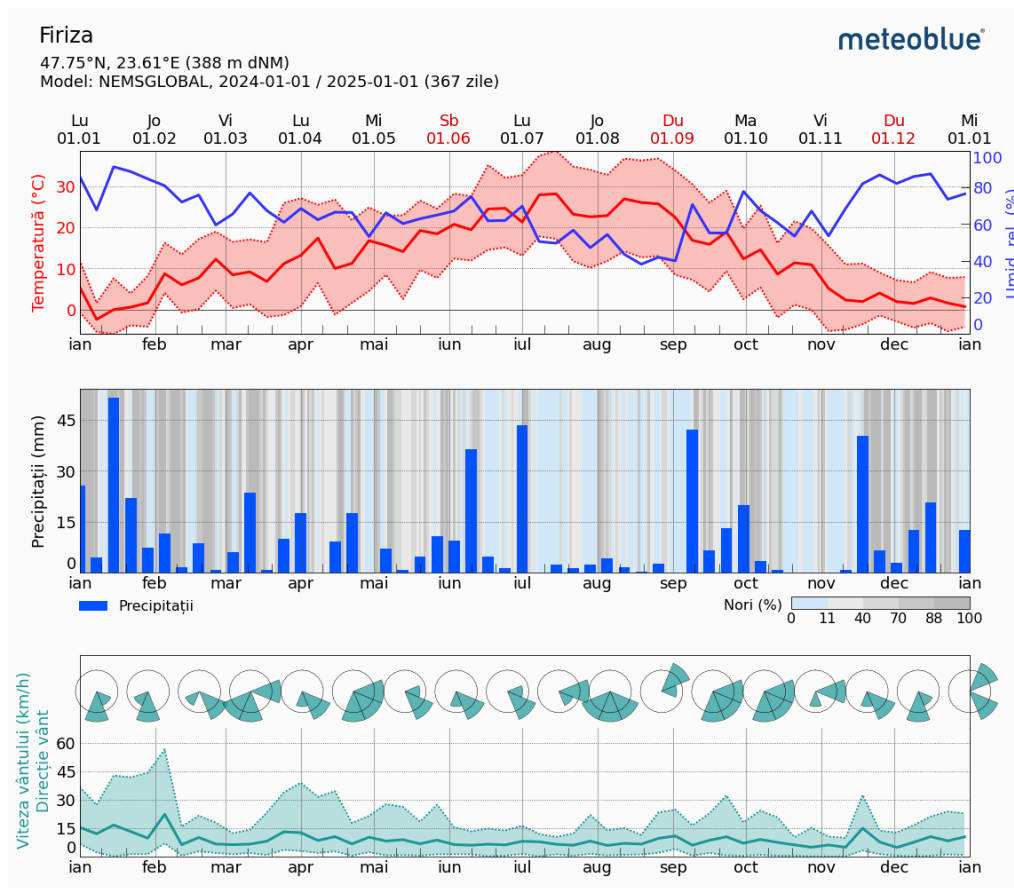 Firiza
meteoblue®
47.75°N, 23.61°E (388 m dNM)
Model: NEMSGLOBAL, 2024-01-01 / 2025-01-01 (367 zile)
Lu Jo Vi Lu Mi Sb Lu Jo Du Ma Vi Du Mi
01.01 01.02 01.03 01.04 01.05 01.06 01.07 01.08 01.09 01.10 01.11 01.12 01.01
Temperatură (°C)
30
20
10
0
100
80
60
40
20
0
Umid. rel. (%)
ian feb mar apr mai iun iul aug sep oct nov dec ian
Precipitații (mm)
45
30
15
0
ian feb mar apr mai iun iul aug sep oct nov dec ian
Precipitații
Nori (%)
0 11 40 70 88 100
Viteza vântului (km/h)
Direcție vânt
60
45
30
15
0
ian feb mar apr mai iun iul aug sep oct nov dec ian